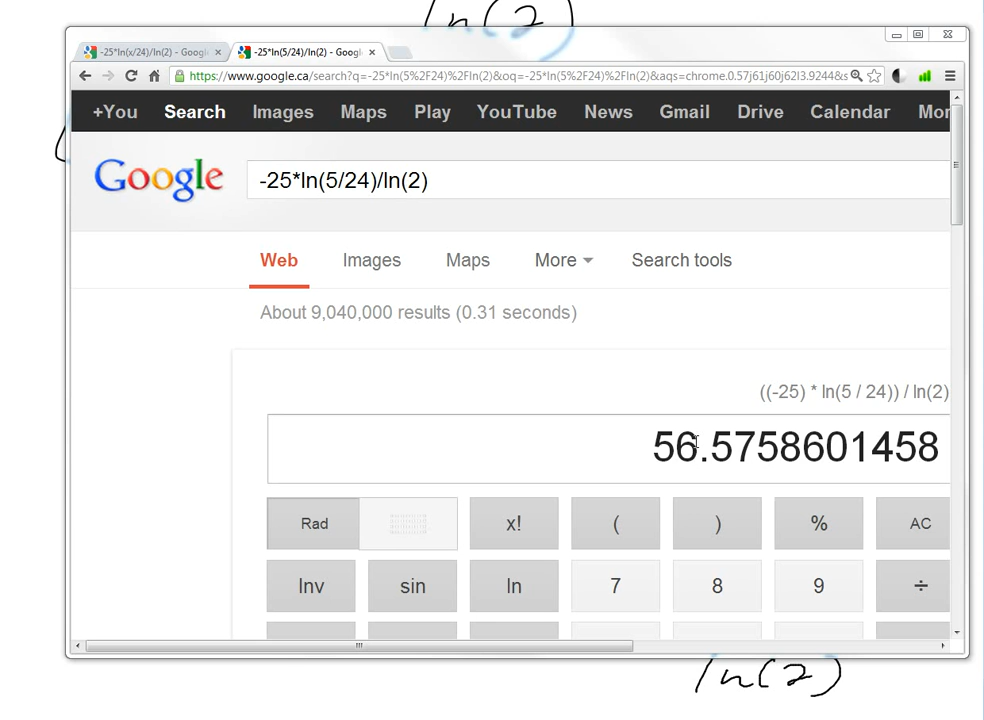 ln(2)
-25*ln(x/24)/ln(2) - Google
-25*ln(5/24)/ln(2) - Googl
https://www.google.ca/search?q=-25*ln(5%2F24)%2Fln(2)&oq=-25*ln(5%2F24)%2Fln(2)&aqs=chrome.0.57j61j60j62l3.9244&s
+You Search Images Maps Play YouTube News Gmail Drive Calendar Mor
Google -25*ln(5/24)/ln(2)
Web Images Maps More Search tools
About 9,040,000 results (0.31 seconds)
((-25) * ln(5 / 24)) / ln(2)
56.5758601458
Rad x! ( ) % AC
Inv sin ln 7 8 9 ÷
ln(2)